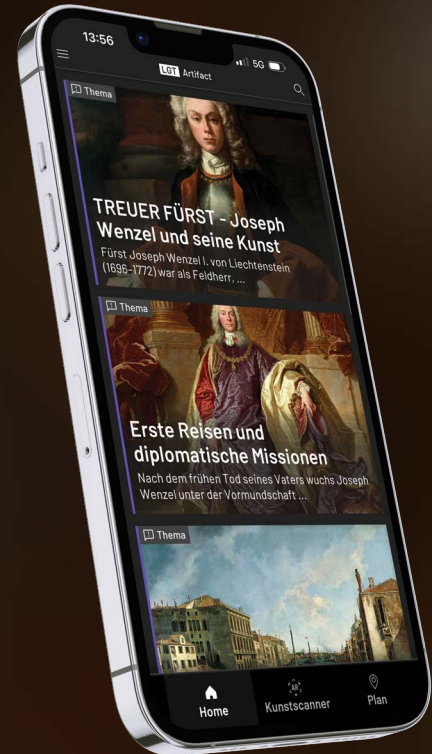 13:56
5G
LGT Artifact
Thema
TREUER FÜRST - Joseph
Wenzel und seine Kunst
Fürst Joseph Wenzel I. von Liechtenstein
(1696-1772) war als Feldherr, ...
Thema
Erste Reisen und
diplomatische Missionen
Nach dem frühen Tod seines Vaters wuchs Joseph
Wenzel unter der Vormundschaft ...
Thema
AR
Home
Kunstscanner
Plan